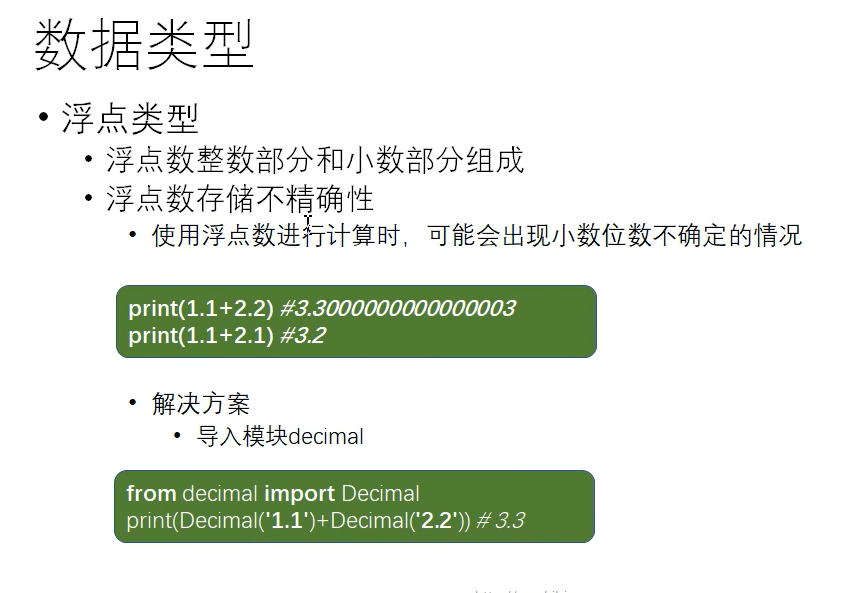 数据类型
• 浮点类型
• 浮点数整数部分和小数部分组成
• 浮点数存储不精确性
• 使用浮点数进行计算时，可能会出现小数位数不确定的情况
print(1.1+2.2) #3.3000000000000003
print(1.1+2.1) #3.2
• 解决方案
• 导入模块decimal
from decimal import Decimal
print(Decimal('1.1')+Decimal('2.2')) # 3.3